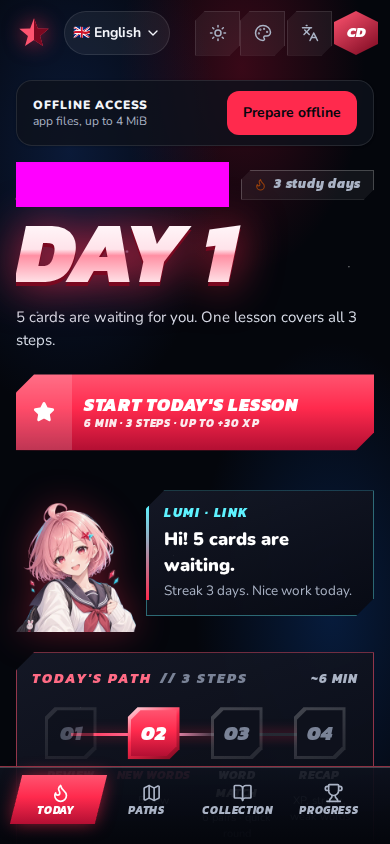 English
CD
OFFLINE ACCESS
app files, up to 4 MiB
Prepare offline
3 study days
DAY 1
5 cards are waiting for you. One lesson covers all 3
steps.
START TODAY'S LESSON
6 MIN · 3 STEPS · UP TO +30 XP
LUMI · LINK
Hi! 5 cards are
waiting.
Streak 3 days. Nice work today.
TODAY'S PATH // 3 STEPS
~6 MIN
01 02 03 04
REVIEW NEW WORDS WORD RECAP
TODAY PATHS COLLECTION PROGRESS